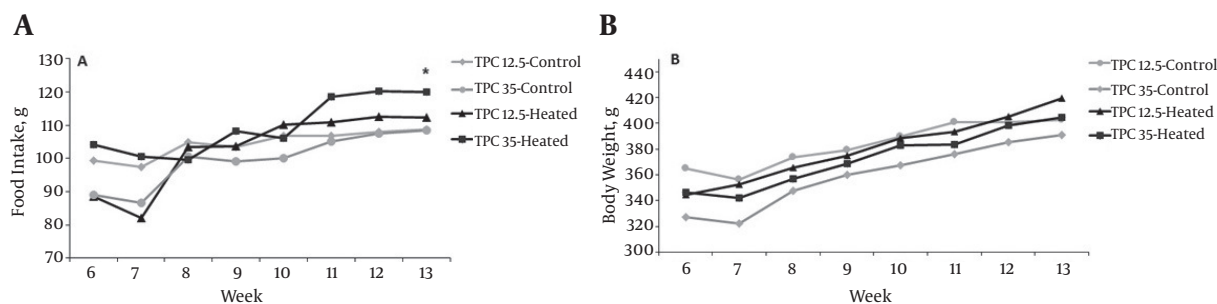 A
A
130
120
110
100
90
80
70
Food Intake, g
6 7 8 9 10 11 12 13
Week
*
TPC 12.5-Control
TPC 35-Control
TPC 12.5-Heated
TPC 35-Heated
B
B
440
420
400
380
360
340
320
300
Body Weight, g
6 7 8 9 10 11 12 13
Week
TPC 12.5-Control
TPC 35-Control
TPC 12.5-Heated
TPC 35-Heated